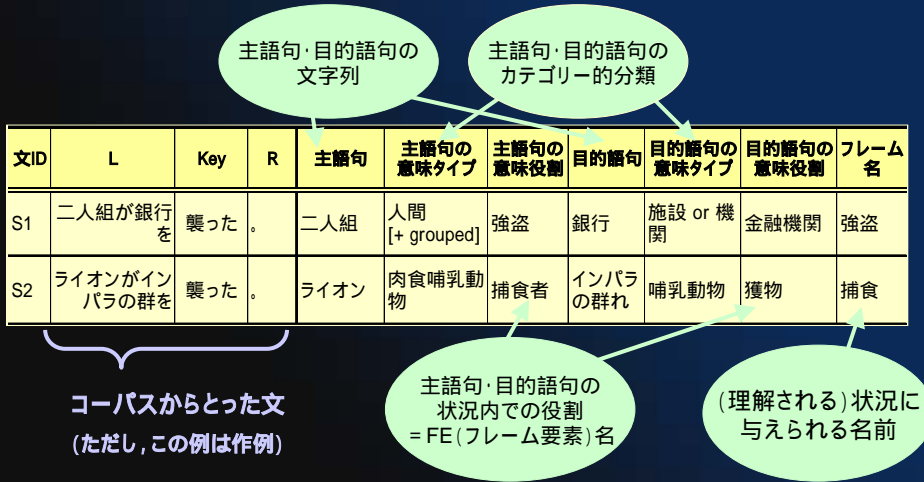 主語句・目的語句の
文字列
主語句・目的語句の
カテゴリー的分類
文ID L Key R 主語句 主語句の意味タイプ 主語句の意味役割 目的語句 目的語句の意味タイプ 目的語句の意味役割 フレーム名
S1 二人組が銀行を 襲った 。 二人組 人間 [+ grouped] 強盗 銀行 施設 or 機関 金融機関 強盗
S2 ライオンがインパラの群を 襲った 。 ライオン 肉食哺乳動物 捕食者 インパラの群れ 哺乳動物 獲物 捕食
コーパスからとった文
(ただし,この例は作例)
主語句・目的語句の
状況内での役割
= FE(フレーム要素)名
(理解される)状況に
与えられる名前